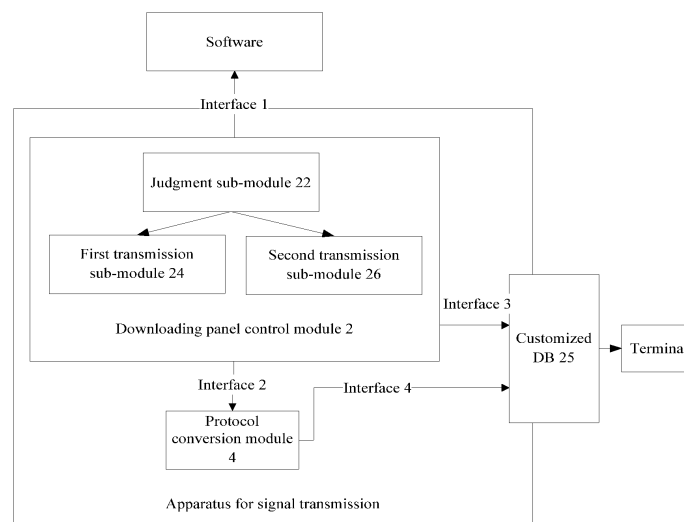 Software
Interface 1
Judgment sub-module 22
First transmission
sub-module 24
Second transmission
sub-module 26
Downloading panel control module 2
Interface 3
Customized
DB 25
Termina
Interface 2
Interface 4
Protocol
conversion module
4
Apparatus for signal transmission